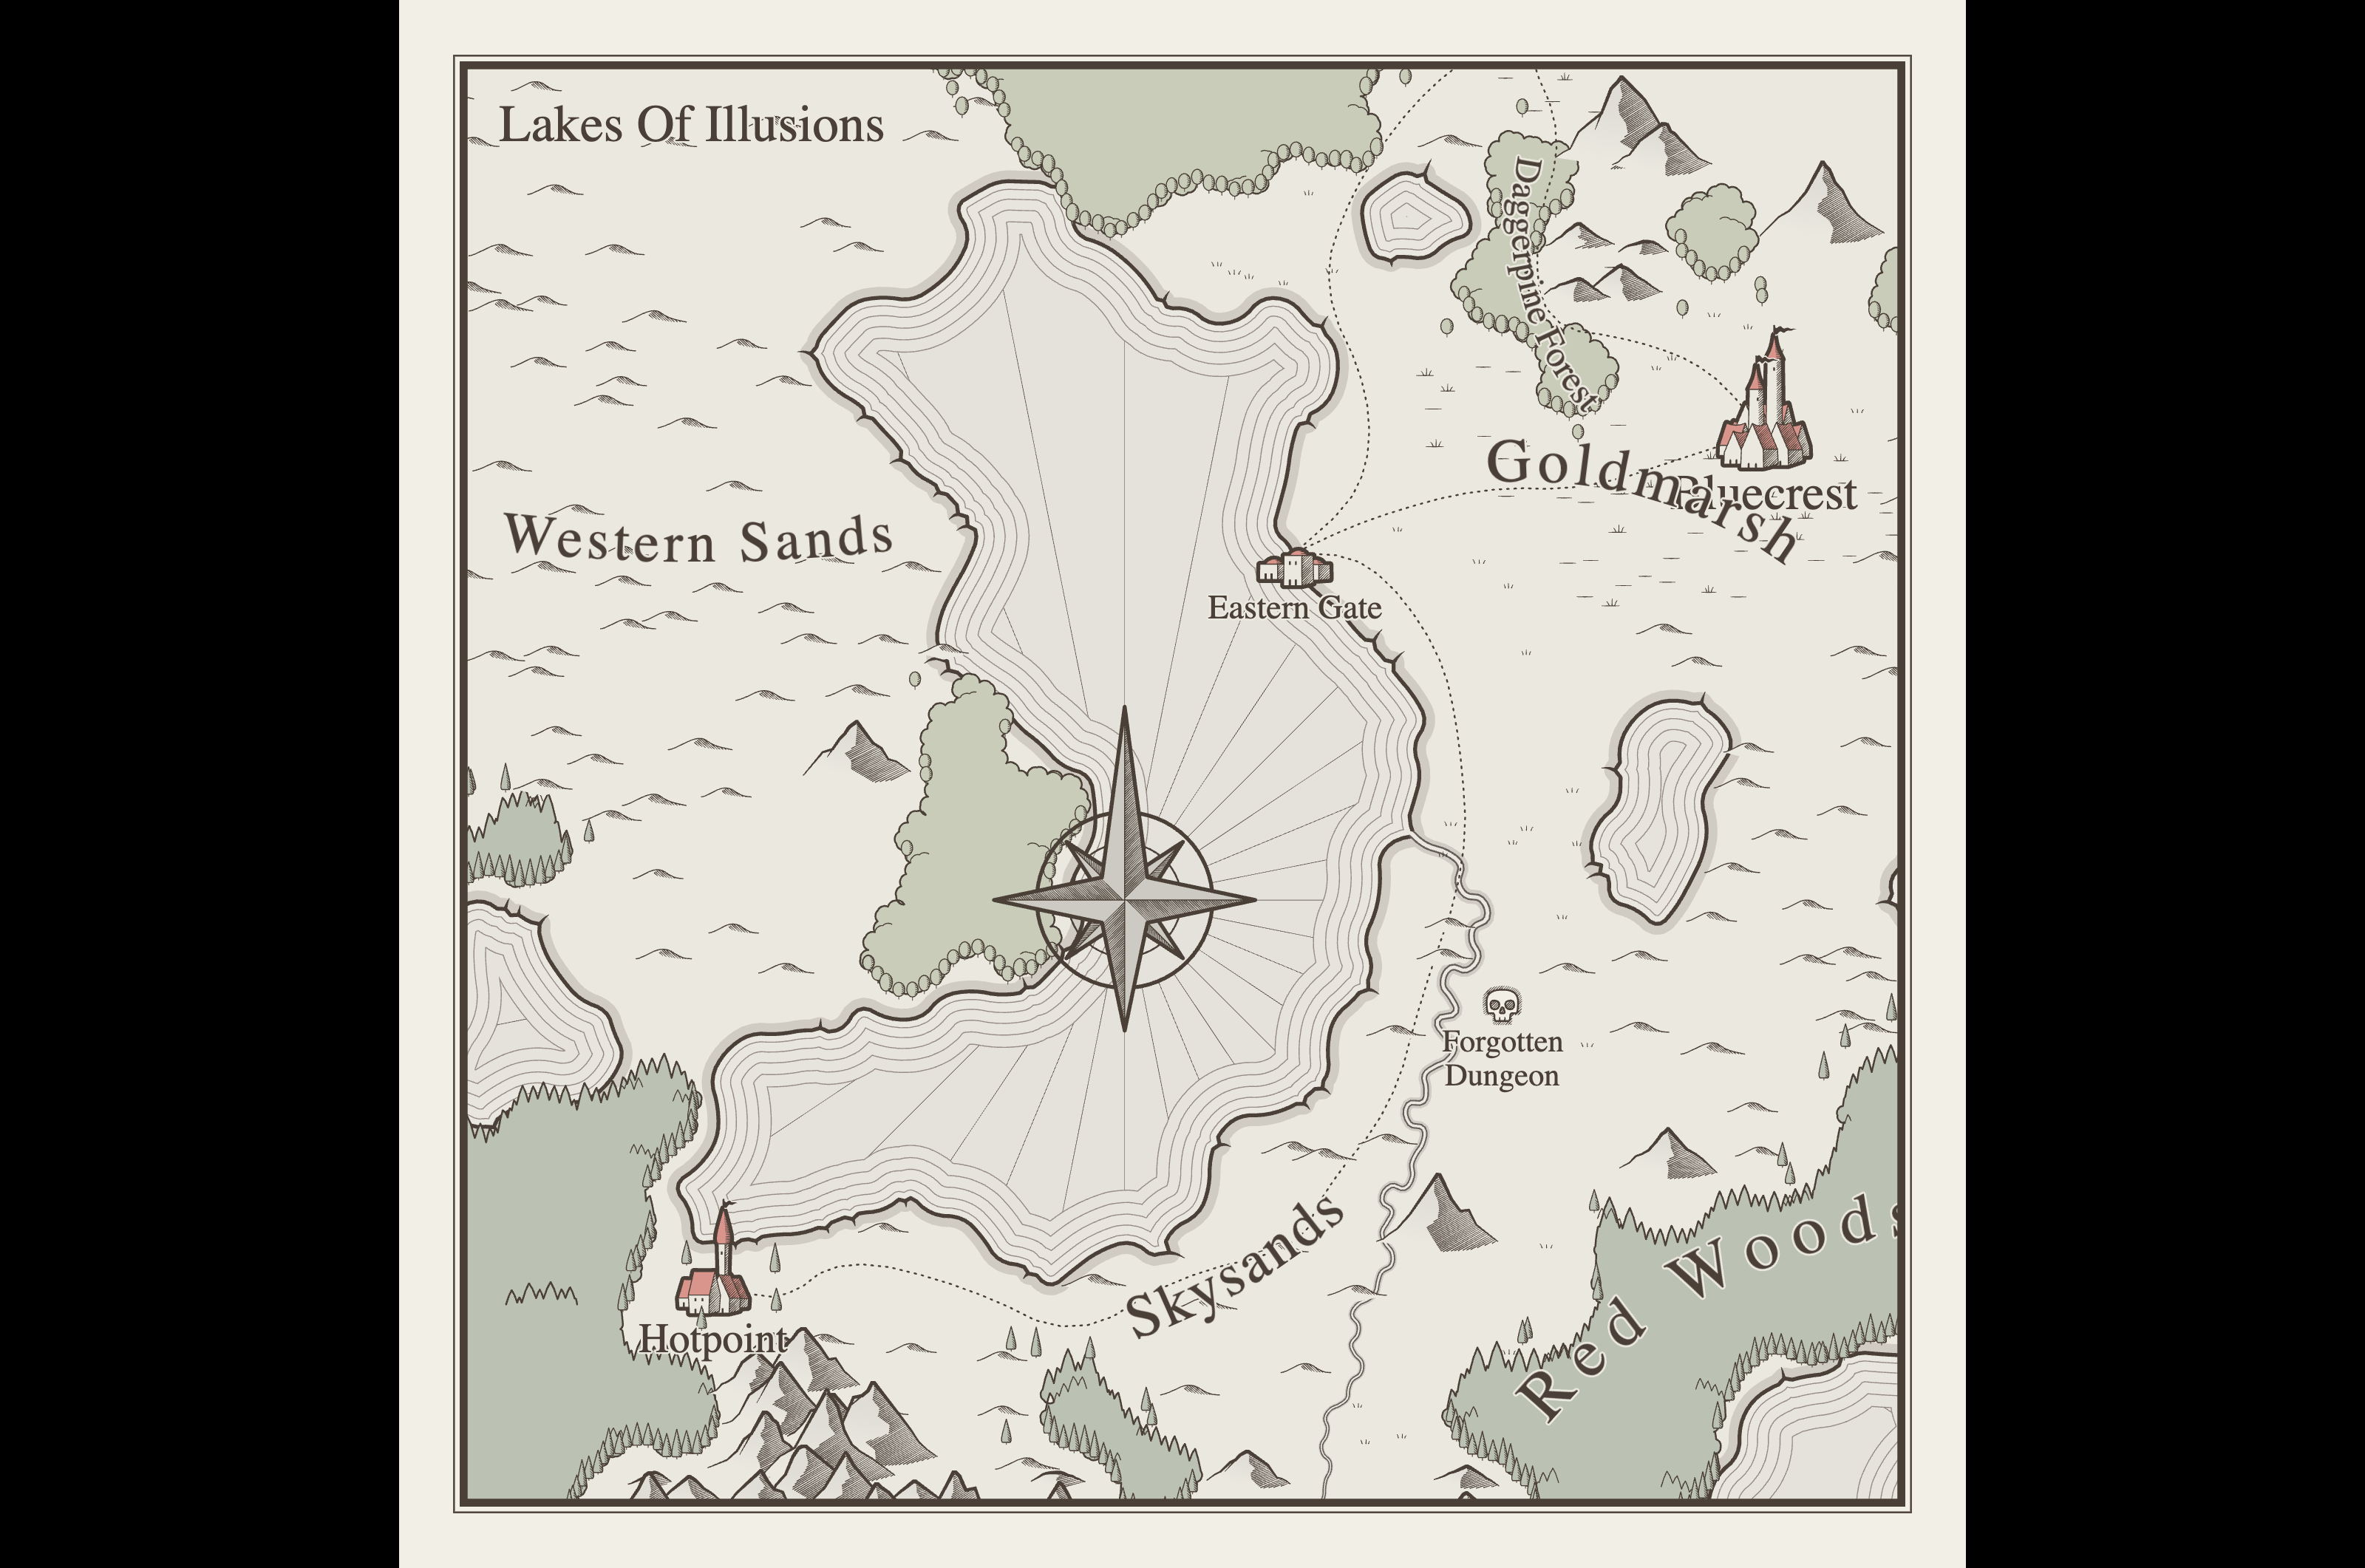 Lakes Of Illusions
Daggerpine Forest
Goldmarsh
Bluecrest
Western Sands
Eastern Gate
Forgotten
Dungeon
Skysands
Red Woods
Hotpoint